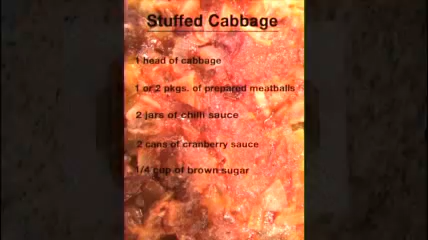 Stuffed Cabbage
1 head of cabbage
1 or 2 pkgs. of prepared meatballs
2 jars of chilli sauce
2 cans of cranberry sauce
1/4 cup of brown sugar